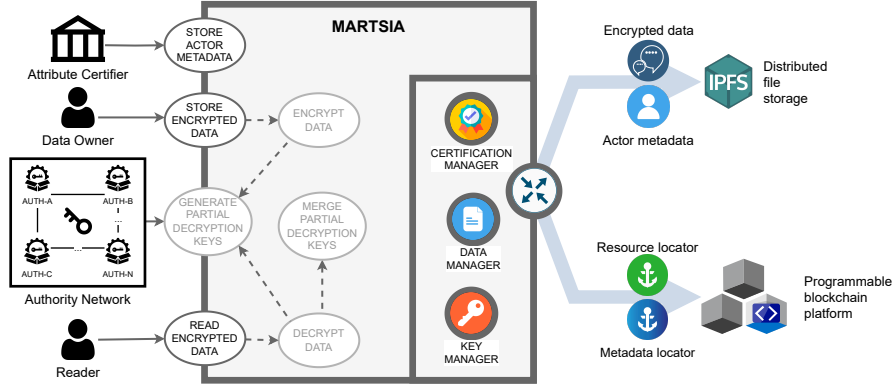 MARTSIA
STORE
ACTOR
METADATA
Attribute Certifier
STORE
ENCRYPTED
DATA
Data Owner
ENCRYPT
DATA
AUTH-A
AUTH-B
...
...
AUTH-C
AUTH-N
Authority Network
GENERATE
PARTIAL
DECRYPTION
KEYS
MERGE
PARTIAL
DECRYPTION
KEYS
READ
ENCRYPTED
DATA
Reader
DECRYPT
DATA
CERTIFICATION
MANAGER
DATA
MANAGER
KEY
MANAGER
Encrypted data
Actor metadata
IPFS
Distributed
file
storage
Resource locator
Metadata locator
Programmable
blockchain
platform